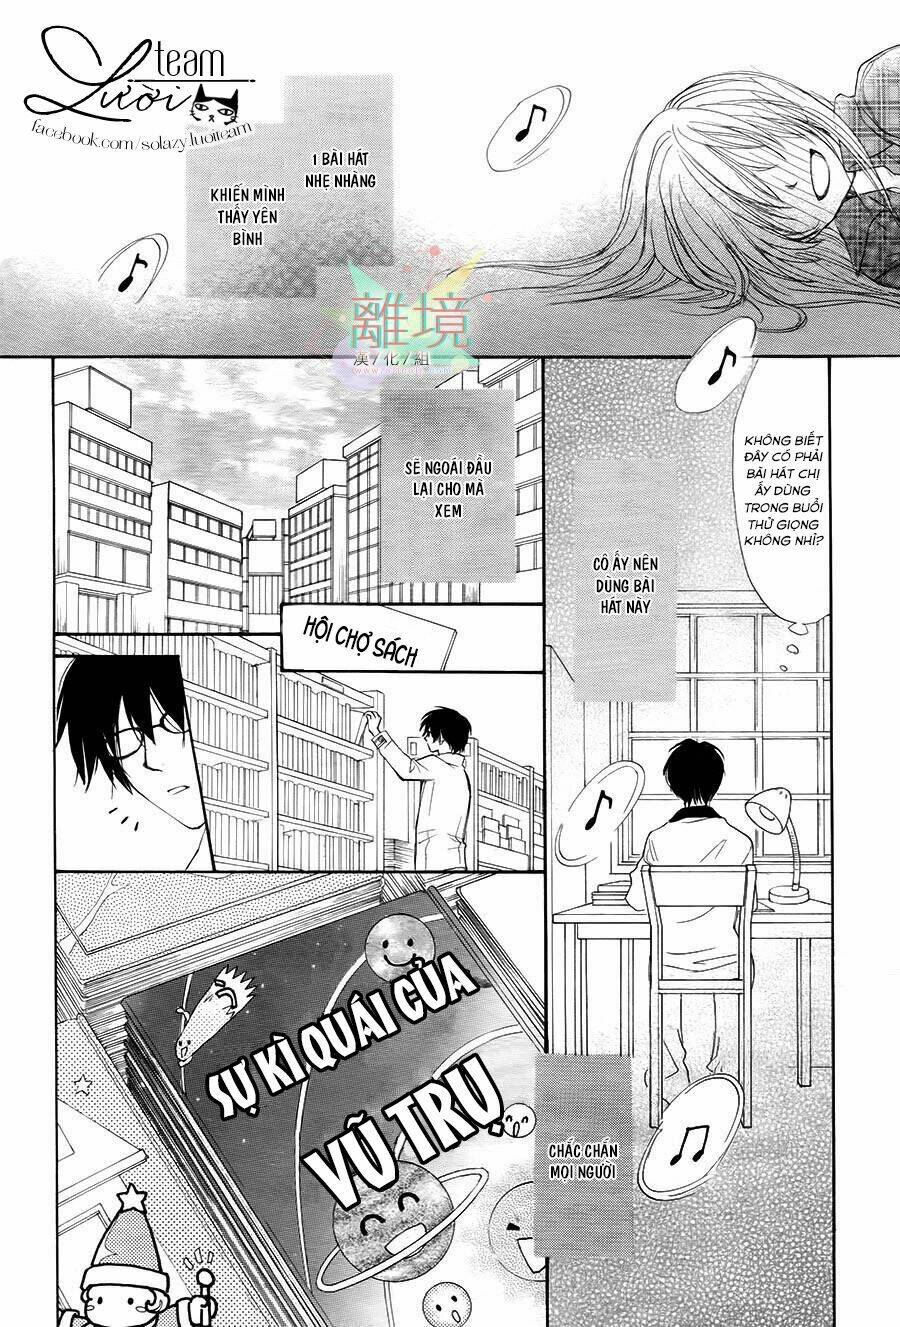 team
Lười
facebook.com/solazy.luoiteam
1 BÀI HÁT
NHẸ NHÀNG
KHIẾN MÌNH
THẤY YÊN
BÌNH
離境
漢/化/組
KHÔNG BIẾT
ĐÂY CÓ PHẢI
BÀI HÁT CHỊ
ẤY DÙNG
TRONG BUỔI
THỬ GIỌNG
KHÔNG NHỈ?
CÔ ẤY NÊN
DÙNG BÀI
HÁT NÀY
CHẮC CHẮN
MỌI NGƯỜI
SẼ NGOÁI ĐẦU
LẠI CHO MÀ
XEM
HỘI CHỢ SÁCH
SỰ KÌ QUÁI CỦA
VŨ TRỤ